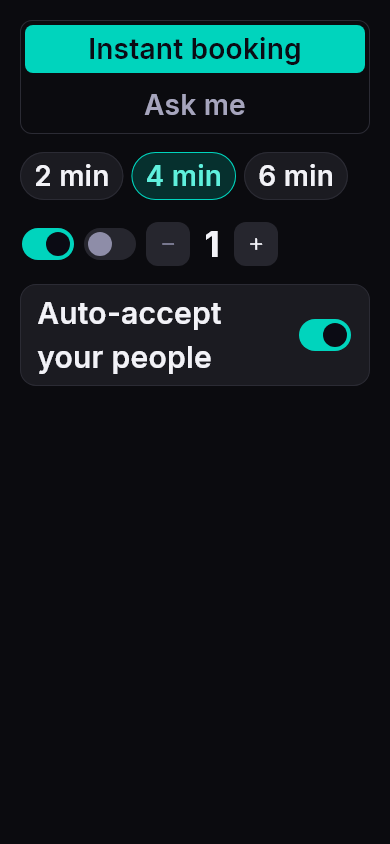 Instant booking
Ask me
2 min 4 min 6 min
− 1 +
Auto-accept
your people